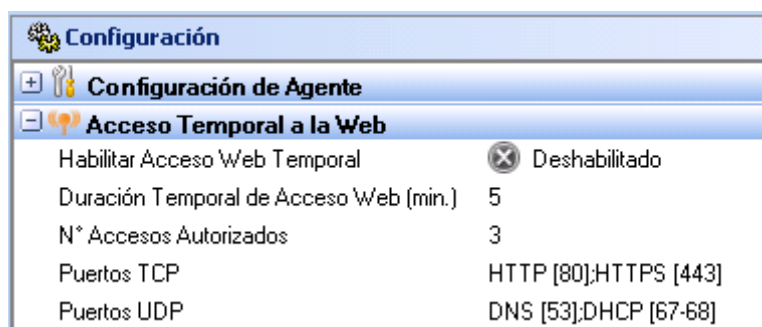 Configuración
Configuración de Agente
Acceso Temporal a la Web
Habilitar Acceso Web Temporal Deshabilitado
Duración Temporal de Acceso Web (min.) 5
N° Accesos Autorizados 3
Puertos TCP HTTP [80];HTTPS [443]
Puertos UDP DNS [53];DHCP [67-68]